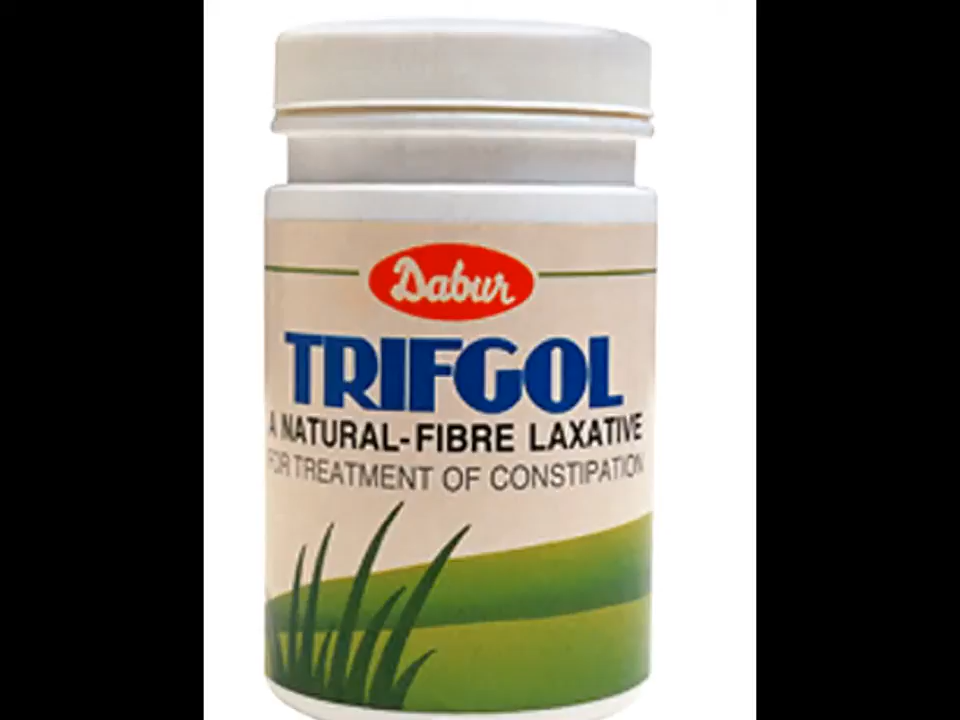 Dabur
TRIFGOL
A NATURAL-FIBRE LAXATIVE
FOR TREATMENT OF CONSTIPATION